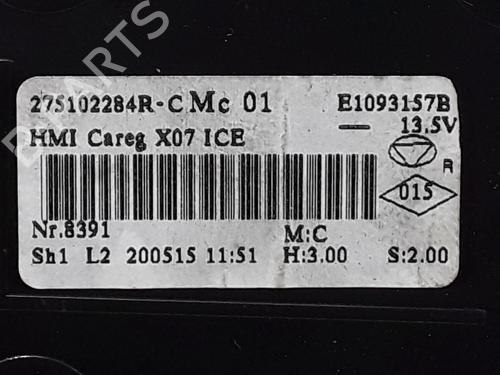 B-PARTS
275102284R-C Mc 01 E1093157B
HMI Careg X07 ICE 13.5V
R
015
Nr.8391 M:C
Sh1 L2 200515 11:51 H:3.00 S:2.00